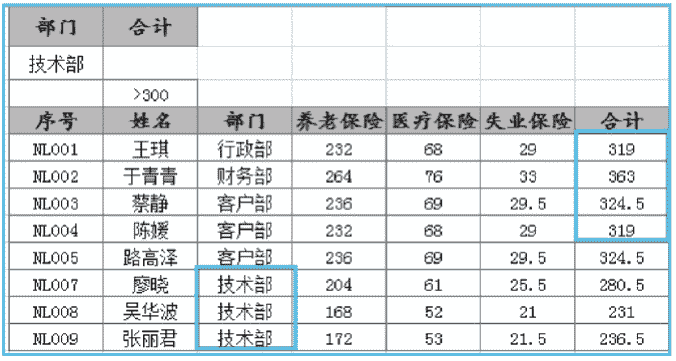 部门 合计
技术部
>300
序号 姓名 部门 养老保险 医疗保险 失业保险 合计
NL001 王琪 行政部 232 68 29 319
NL002 于青青 财务部 264 76 33 363
NL003 蔡静 客户部 236 69 29.5 324.5
NL004 陈媛 客户部 232 68 29 319
NL005 路高泽 客户部 236 69 29.5 324.5
NL007 廖晓 技术部 204 61 25.5 280.5
NL008 吴华波 技术部 168 52 21 231
NL009 张丽君 技术部 172 53 21.5 236.5